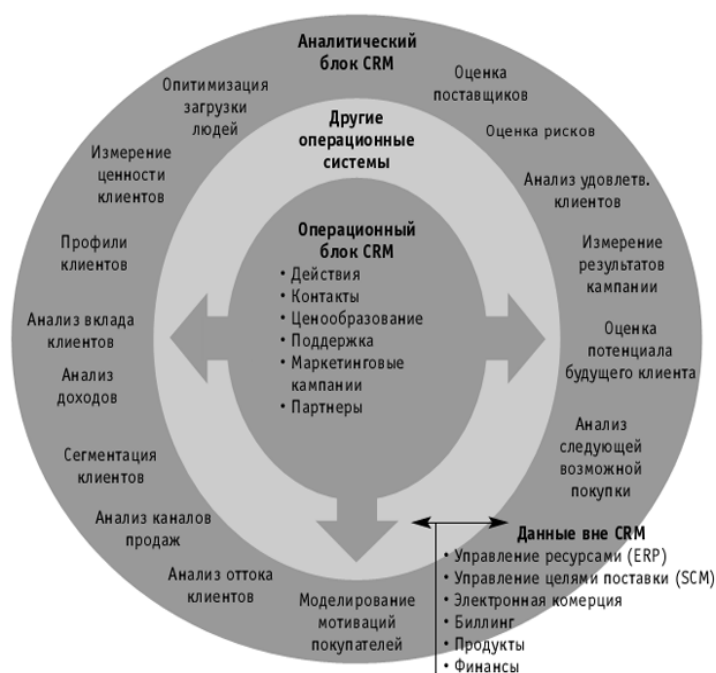 Аналитический
блок CRM
Опитимизация
загрузки
людей
Измерение
ценности
клиентов
Профили
клиентов
Анализ вклада
клиентов
Анализ
доходов
Сегментация
клиентов
Анализ каналов
продаж
Анализ оттока
клиентов
Моделирование
мотиваций
покупателей
Оценка
поставщиков
Оценка рисков
Анализ удовлетв.
клиентов
Измерение
результатов
кампании
Оценка
потенциала
будущего клиента
Анализ
следующей
возможной
покупки
Другие
операционные
системы
Операционный
блок CRM
• Действия
• Контакты
• Ценообразование
• Поддержка
• Маркетинговые
кампании
• Партнеры
Данные вне CRM
• Управление ресурсами (ERP)
• Управление целями поставки (SCM)
• Электронная комерция
• Биллинг
• Продукты
• Финансы